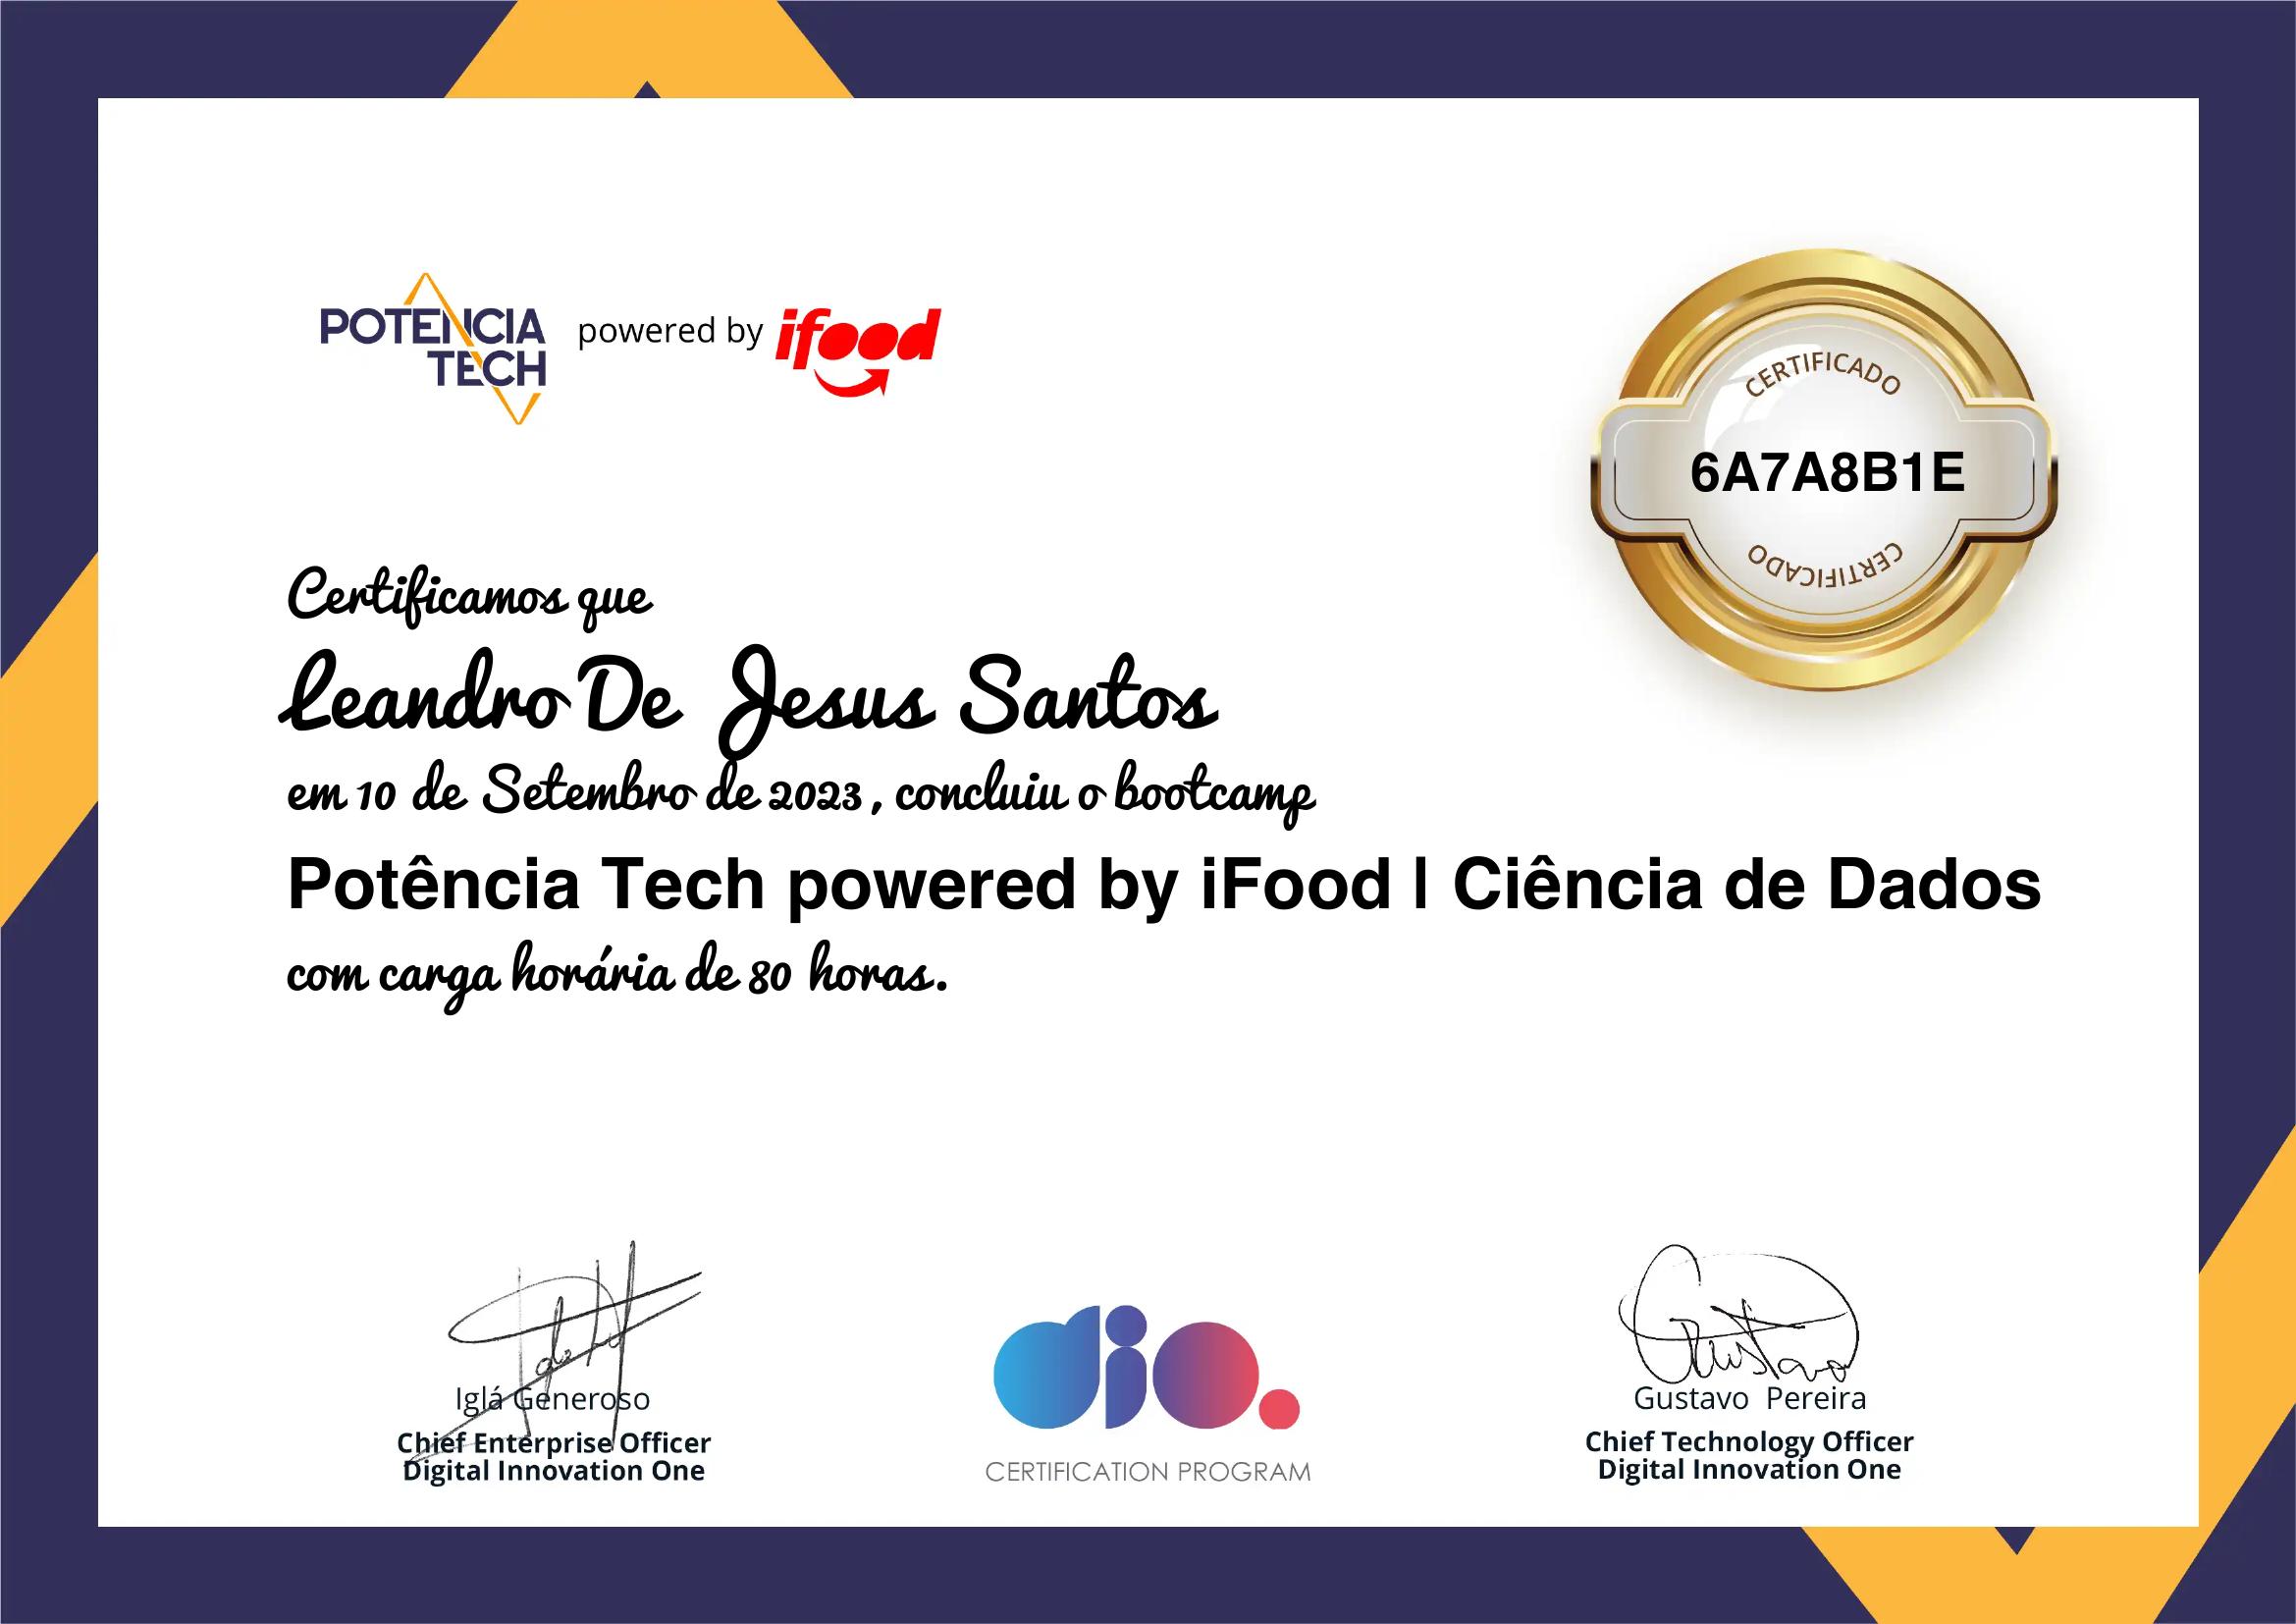 POTENCIA
TECH
powered by ifood
CERTIFICADO
6A7A8B1E
CERTIFICADO
Certificamos que
Leandro De Jesus Santos
em 10 de Setembro de 2023, concluiu o bootcamp
Potência Tech powered by iFood | Ciência de Dados
com carga horária de 80 horas.
Iglá Generoso
Chief Enterprise Officer
Digital Innovation One
dio.
CERTIFICATION PROGRAM
Gustavo
Gustavo Pereira
Chief Technology Officer
Digital Innovation One